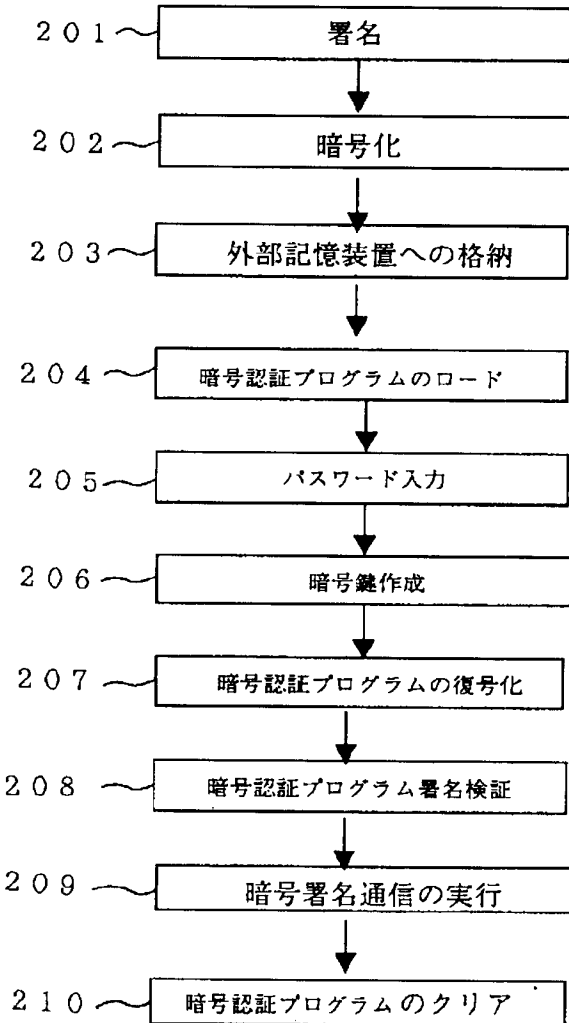 201 署名
202 暗号化
203 外部記憶装置への格納
204 暗号認証プログラムのロード
205 パスワード入力
206 暗号鍵作成
207 暗号認証プログラムの復号化
208 暗号認証プログラム署名検証
209 暗号署名通信の実行
210 暗号認証プログラムのクリア